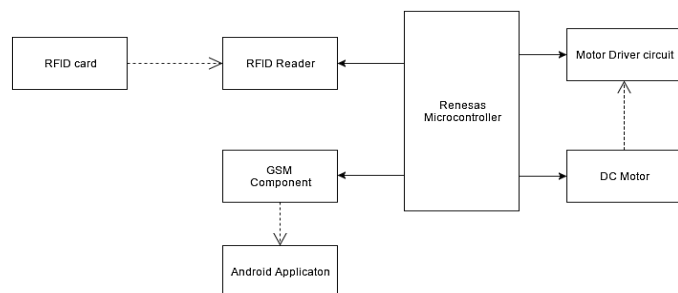 RFID card
RFID Reader
Renesas
Microcontroller
Motor Driver circuit
GSM
Component
DC Motor
Android Applicaton